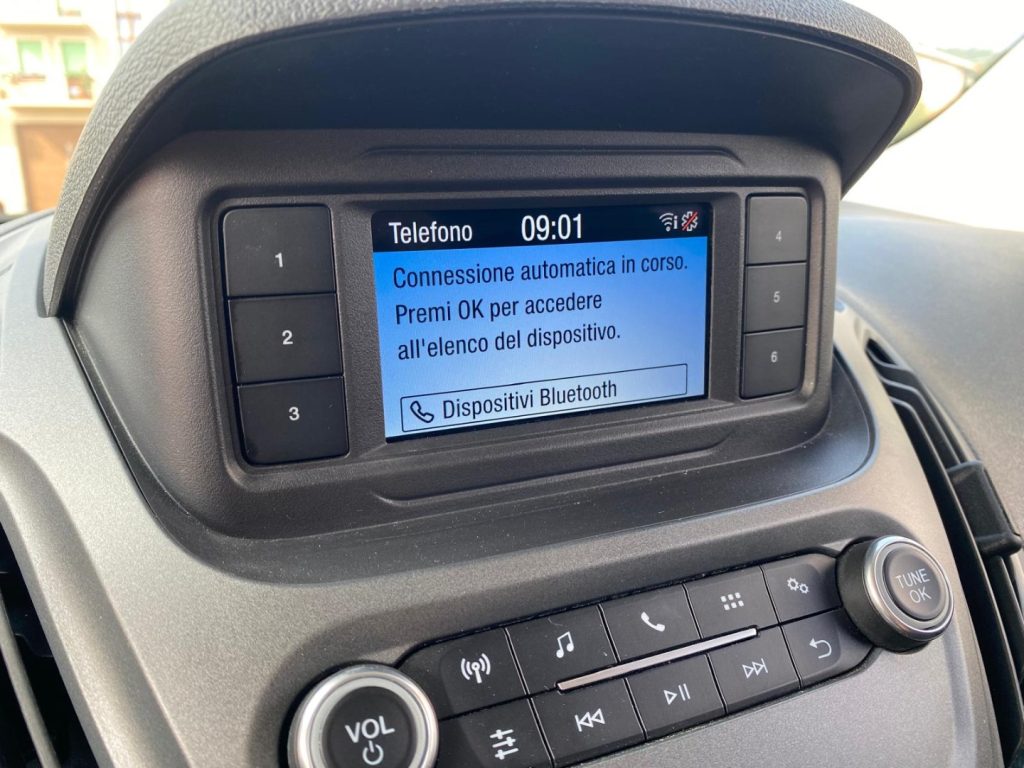 Telefono 09:01
Connessione automatica in corso.
Premi OK per accedere
all'elenco del dispositivo.
Dispositivi Bluetooth
1
2
3
4
5
6
TUNE
OK
VOL